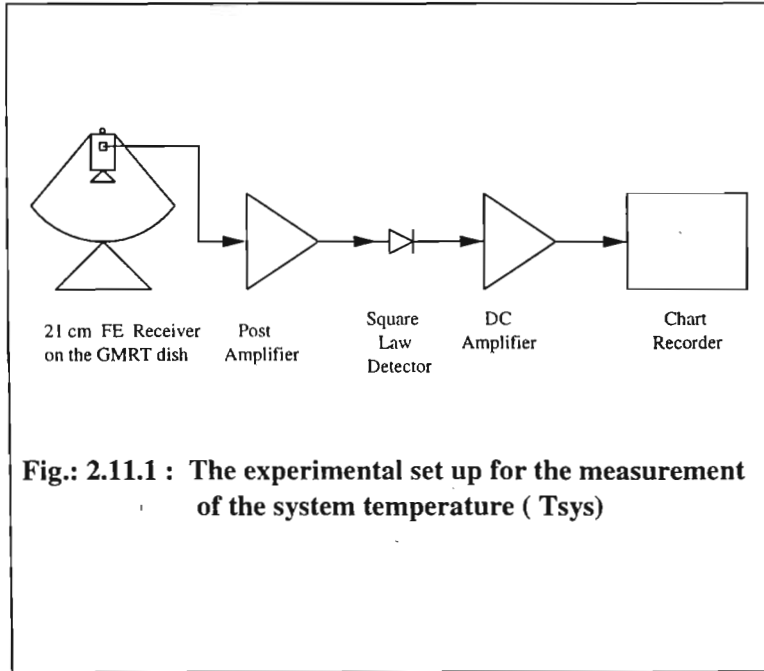 21 cm FE Receiver
on the GMRT dish
Post
Amplifier
Square
Law
Detector
DC
Amplifier
Chart
Recorder
Fig.: 2.11.1 : The experimental set up for the measurement
of the system temperature ( Tsys)